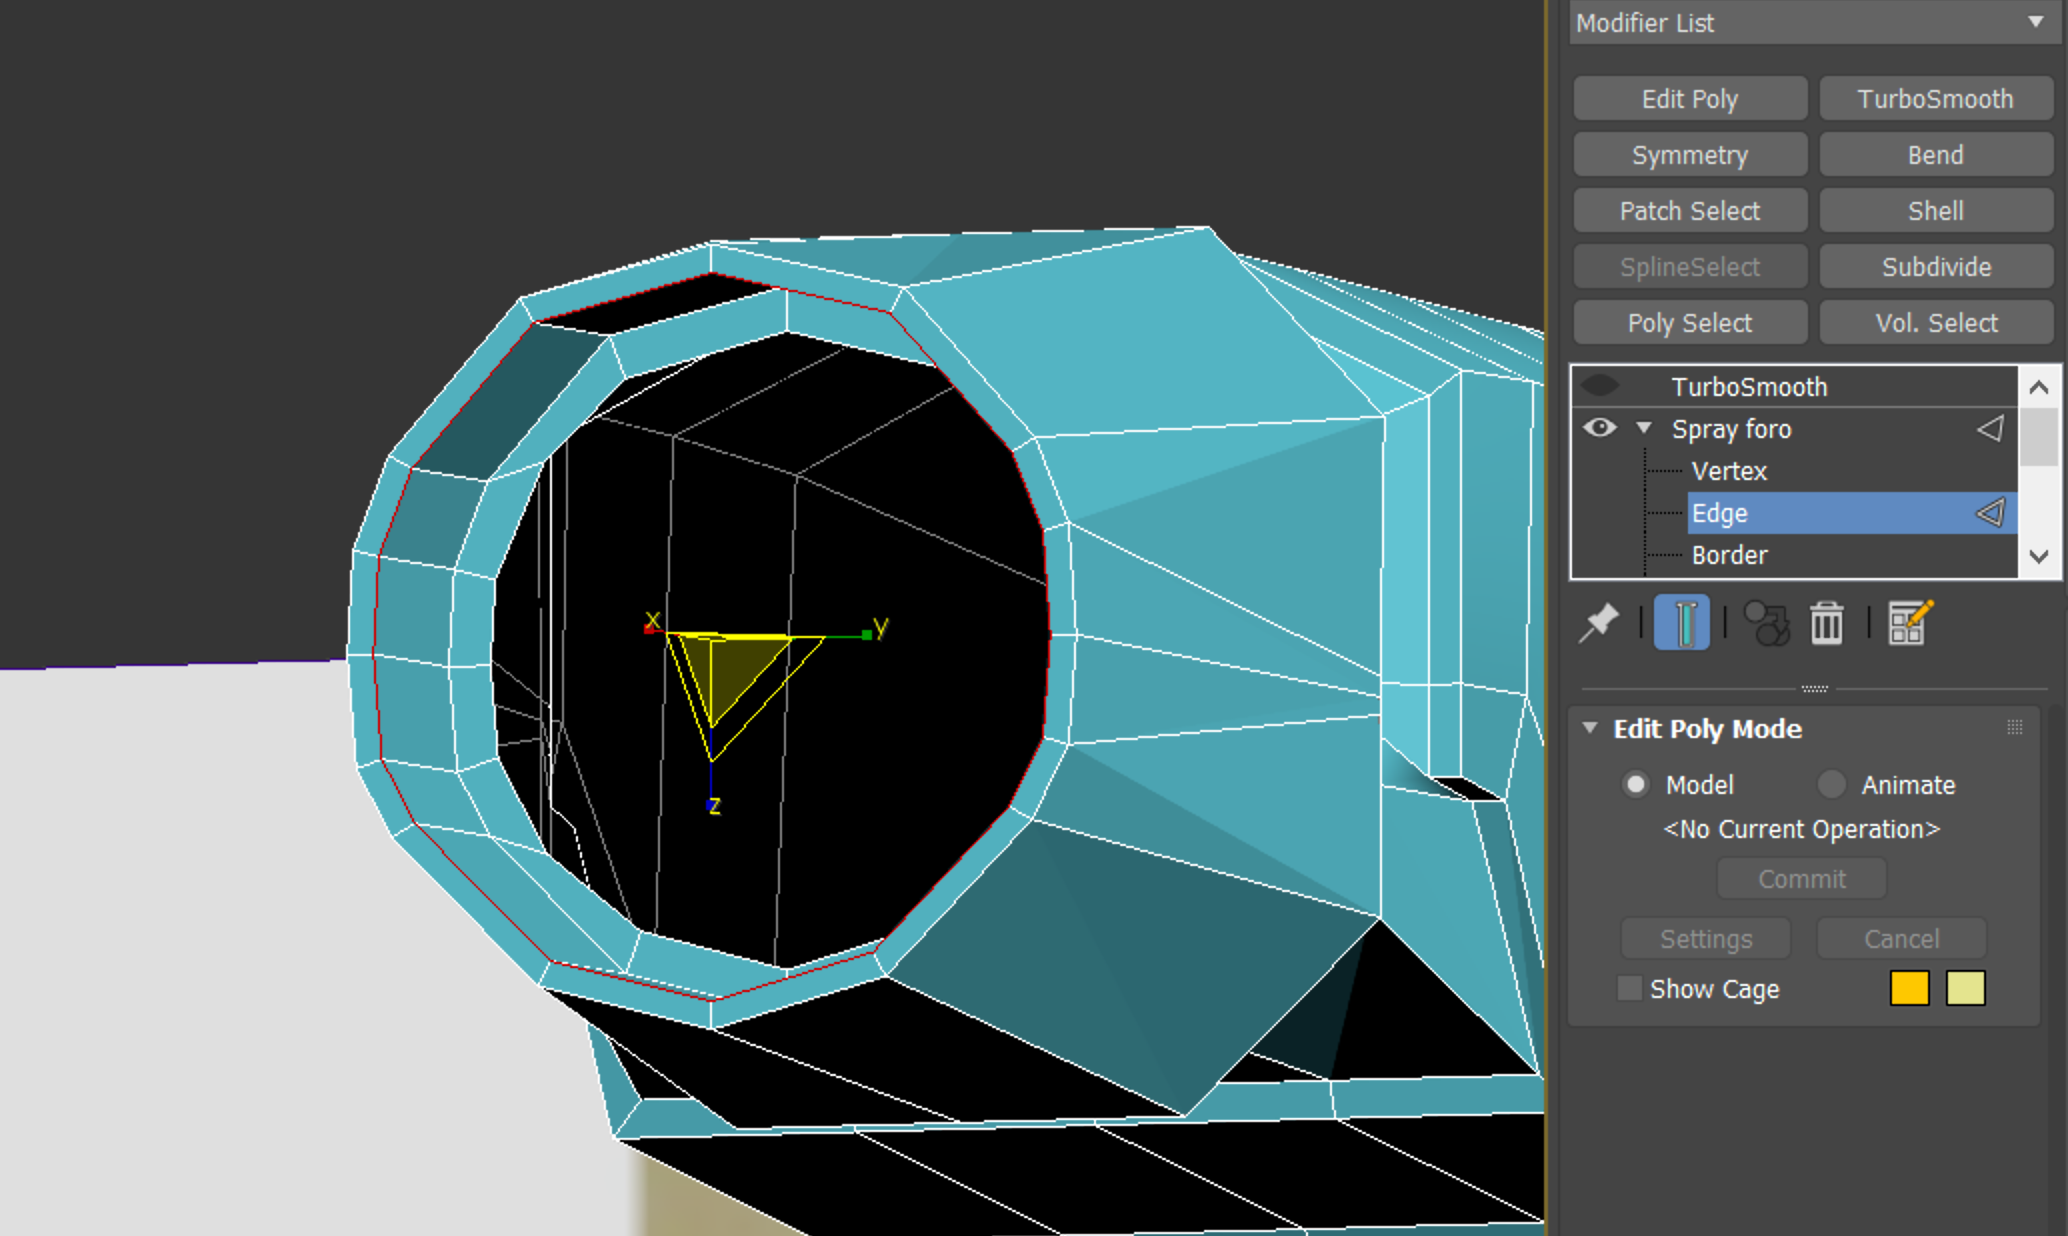 Modifier List
Edit Poly TurboSmooth
Symmetry Bend
Patch Select Shell
SplineSelect Subdivide
Poly Select Vol. Select
TurboSmooth
Spray foro
Vertex
Edge
Border
x y
z
Edit Poly Mode
Model Animate
<No Current Operation>
Commit
Settings Cancel
Show Cage